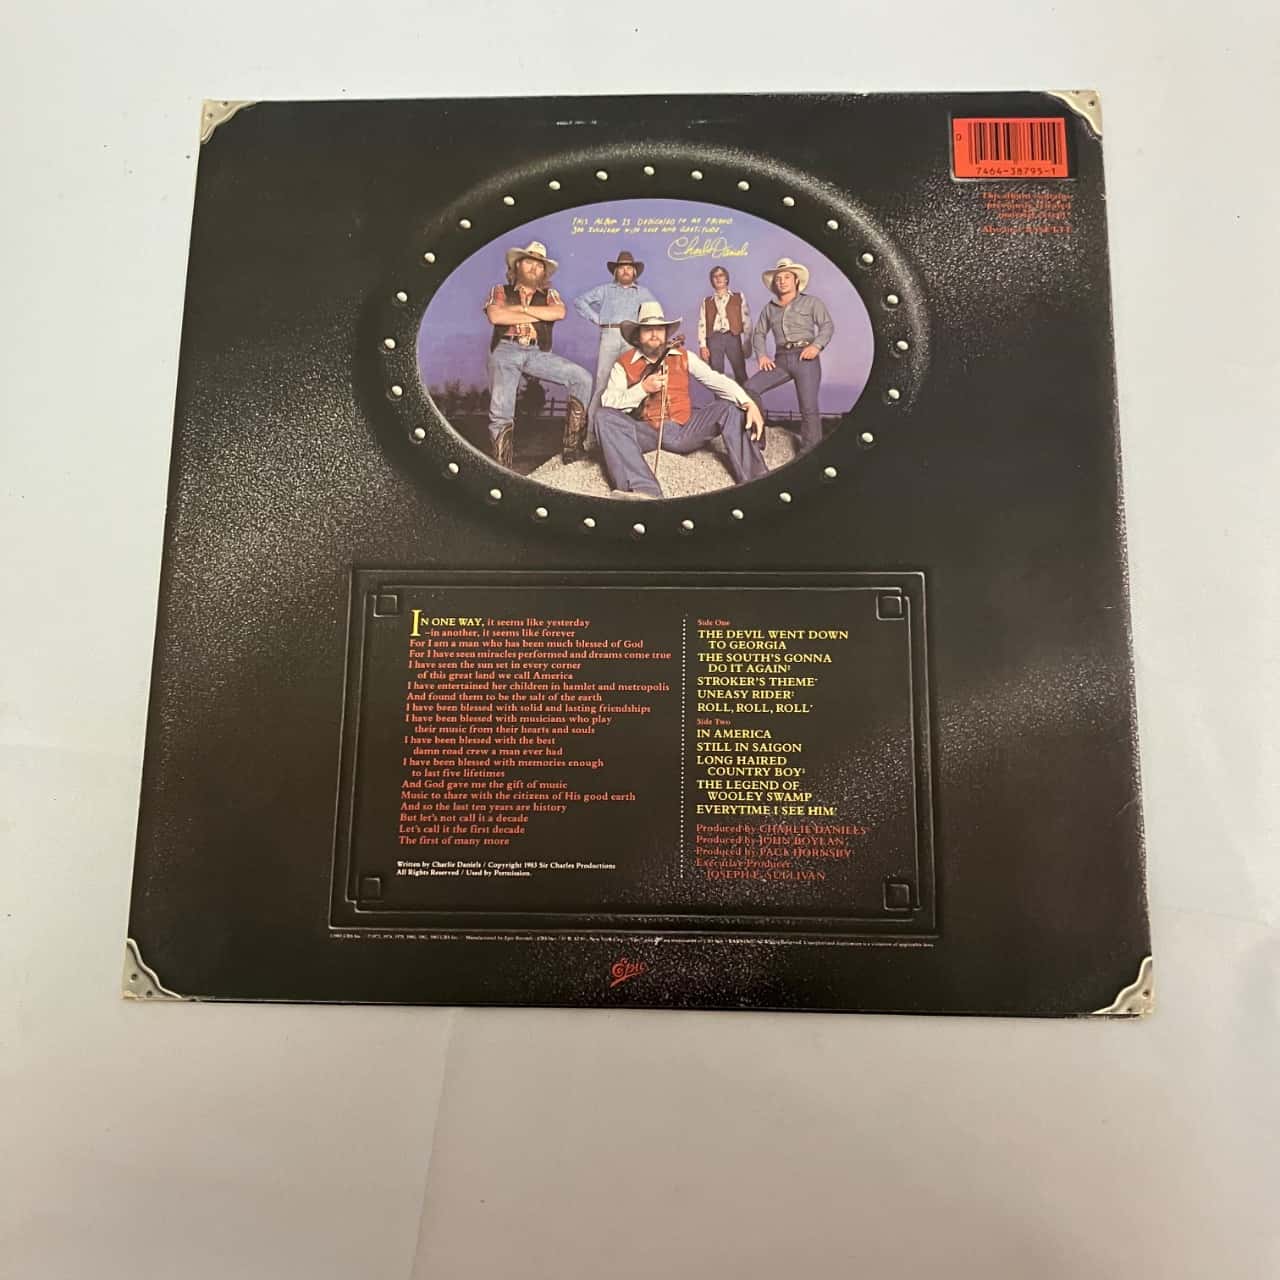 7464-38795-1
This album contains
previously released
material except*
THIS ALBUM IS DEDICATED TO MY FRIEND
JOE SULLIVAN WITH LOVE AND GRATITUDE.
Charlie Daniels
IN ONE WAY, it seems like yesterday
–in another, it seems like forever
For I am a man who has been much blessed of God
For I have seen miracles performed and dreams come true
I have seen the sun set in every corner
of this great land we call America
I have entertained her children in hamlet and metropolis
And found them to be the salt of the earth
I have been blessed with solid and lasting friendships
I have been blessed with musicians who play
their music from their hearts and souls
I have been blessed with the best
damn road crew a man ever had
I have been blessed with memories enough
to last five lifetimes
And God gave me the gift of music
Music to share with the citizens of His good earth
And so the last ten years are history
But let's not call it a decade
Let's call it the first decade
The first of many more
Written by Charlie Daniels / Copyright 1983 Sir Charles Productions
All Rights Reserved / Used by Permission.
Side One
THE DEVIL WENT DOWN
TO GEORGIA
THE SOUTH'S GONNA
DO IT AGAIN‡
STROKER'S THEME*
UNEASY RIDER‡
ROLL, ROLL, ROLL*
Side Two
IN AMERICA
STILL IN SAIGON
LONG HAIRED
COUNTRY BOY‡
THE LEGEND OF
WOOLEY SWAMP
EVERYTIME I SEE HIM
Produced by CHARLIE DANIELS
Produced by JOHN BOYLAN
Produced by PAUL HORNSBY
Executive Producer
JOSEPH E. SULLIVAN
Epic